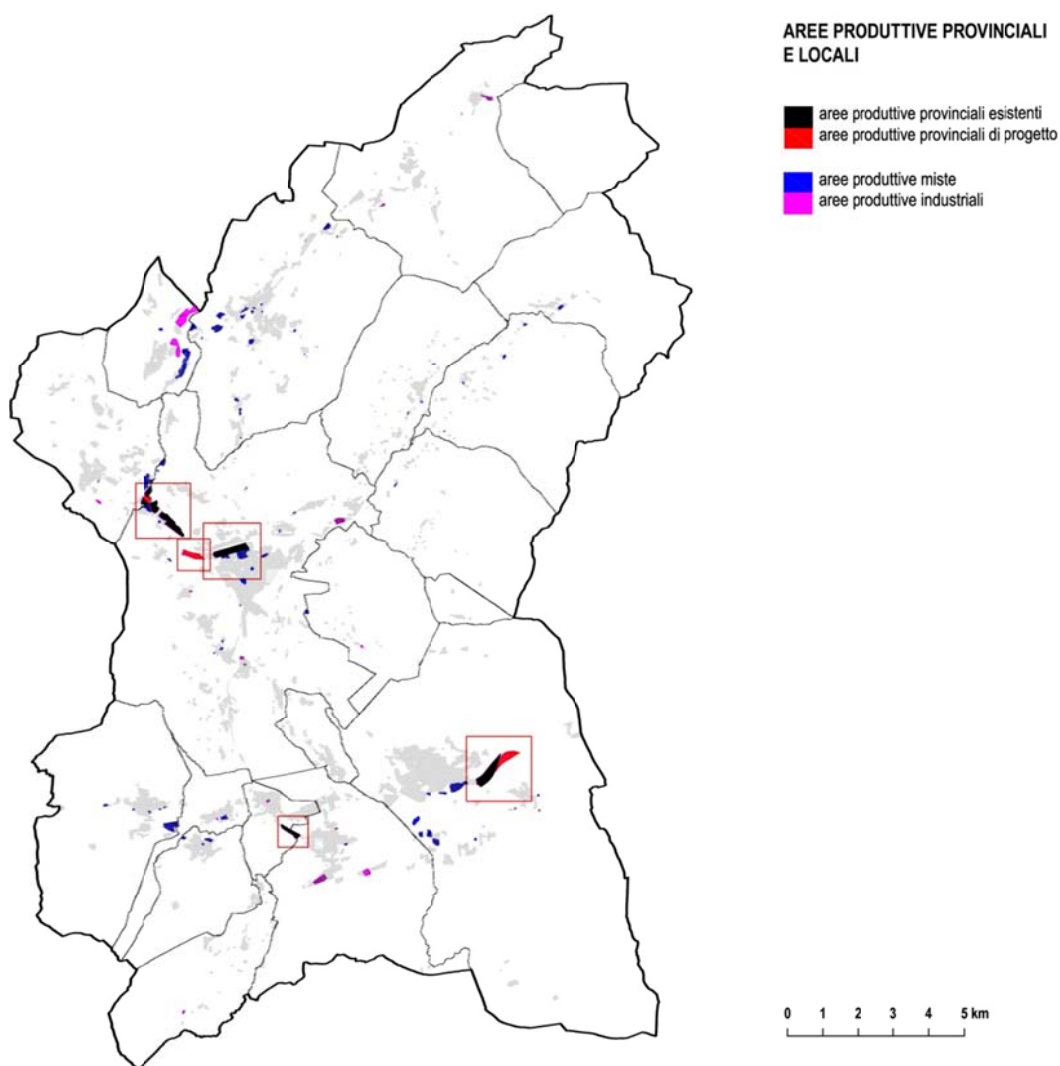 AREE PRODUTTIVE PROVINCIALI
E LOCALI
aree produttive provinciali esistenti
aree produttive provinciali di progetto
aree produttive miste
aree produttive industriali
0 1 2 3 4 5 km